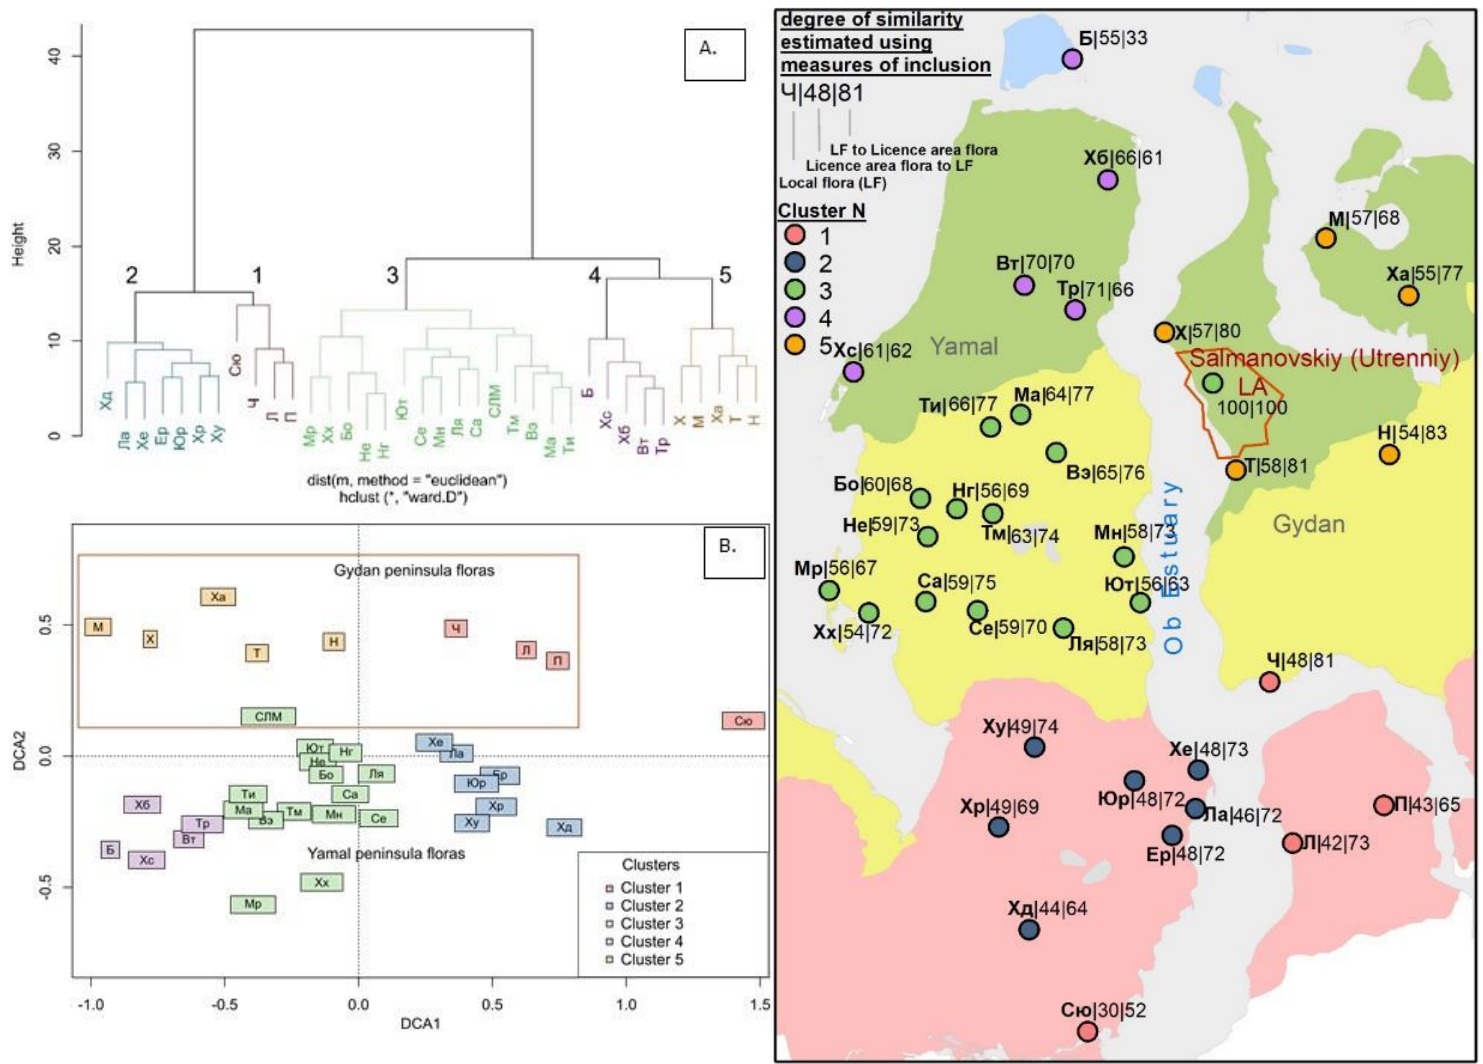 A.
Height
40
30
20
10
0
2
1
3
4
5
Хд
Ла
Хе
Ер
Юр
Хр
Ху
Сю
Ч
Л
П
Мр
Хх
Бо
Не
Нг
Ют
Се
Мн
Ля
Са
СЛМ
Тм
Вэ
Ма
Ти
Б
Хс
Хб
Вт
Тр
Х
М
Ха
Т
Н
dist(m, method = "euclidean")
hclust (*, "ward.D")
B.
Gydan peninsula floras
Ха
М
Х
Т
Н
Ч
Л
П
СЛМ
Сю
Ют
Нг
Не
Бо
Ля
Хе
Ла
Ер
Юр
Ти
Са
Ма
Вэ
Тм
Мн
Се
Хр
Ху
Хд
Хб
Тр
Вт
Б
Хс
Yamal peninsula floras
Хх
Мр
Clusters
Cluster 1
Cluster 2
Cluster 3
Cluster 4
Cluster 5
DCA2
0.5
0.0
-0.5
-1.0
-0.5
0.0
0.5
1.0
1.5
DCA1
degree of similarity
estimated using
measures of inclusion
Ч|48|81
LF to Licence area flora
Licence area flora to LF
Local flora (LF)
Cluster N
1
2
3
4
5
Б|55|33
Хб|66|61
М|57|68
Вт|70|70
Ха|55|77
Тр|71|66
Х|57|80
Yamal
Хс|61|62
Salmanovskiy (Utrenniy)
LA
100|100
Ма|64|77
Ти|66|77
Н|54|83
Вэ|65|76
Т|58|81
Бо|60|68
Нг|56|69
Не|59|73
Тм|63|74
Мн|58|73
Gydan
Ob Estuary
Мр|56|67
Са|59|75
Ют|56|63
Хх|54|72
Се|59|70
Ля|58|73
Ч|48|81
Ху|49|74
Хе|48|73
Юр|48|72
Хр|49|69
Ла|46|72
П|43|65
Ер|48|72
Л|42|73
Хд|44|64
Сю|30|52